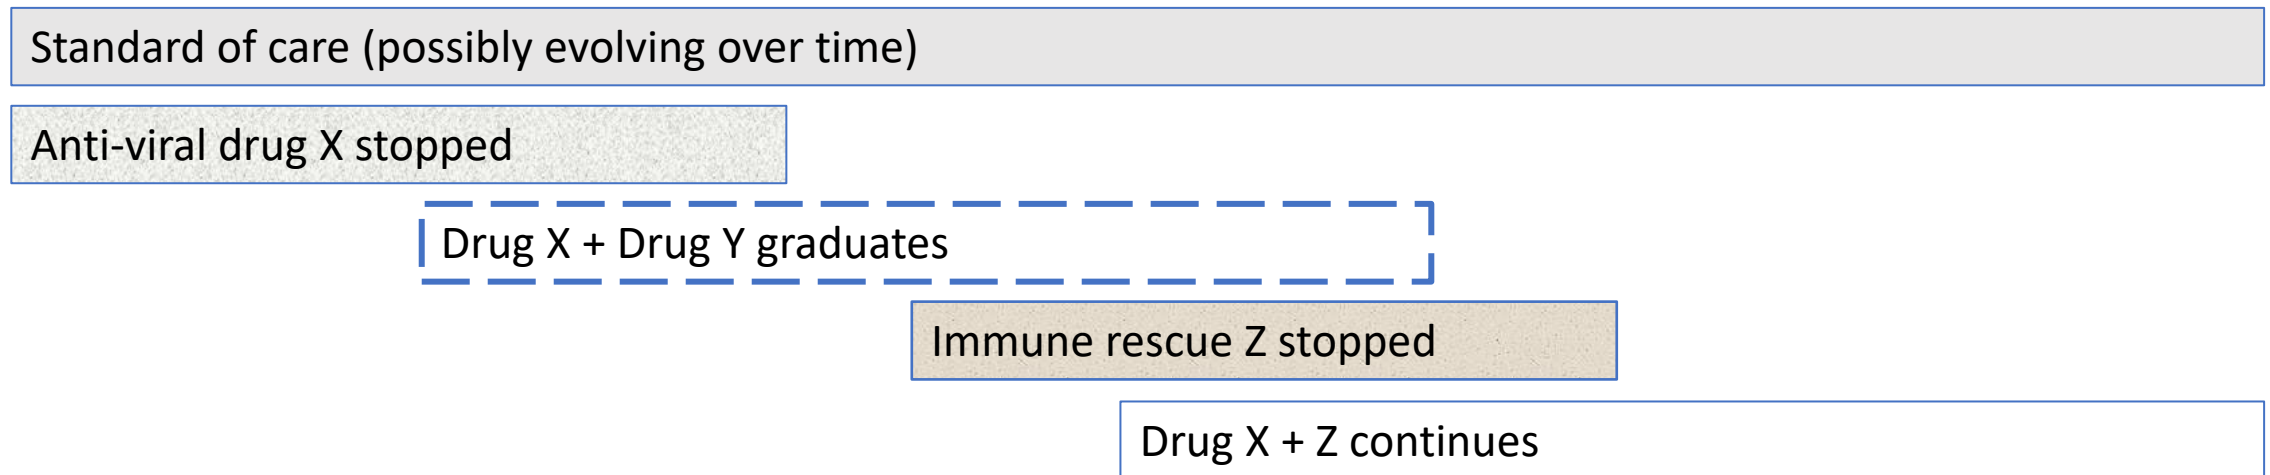 Standard of care (possibly evolving over time)
Anti-viral drug X stopped
Drug X + Drug Y graduates
Immune rescue Z stopped
Drug X + Z continues